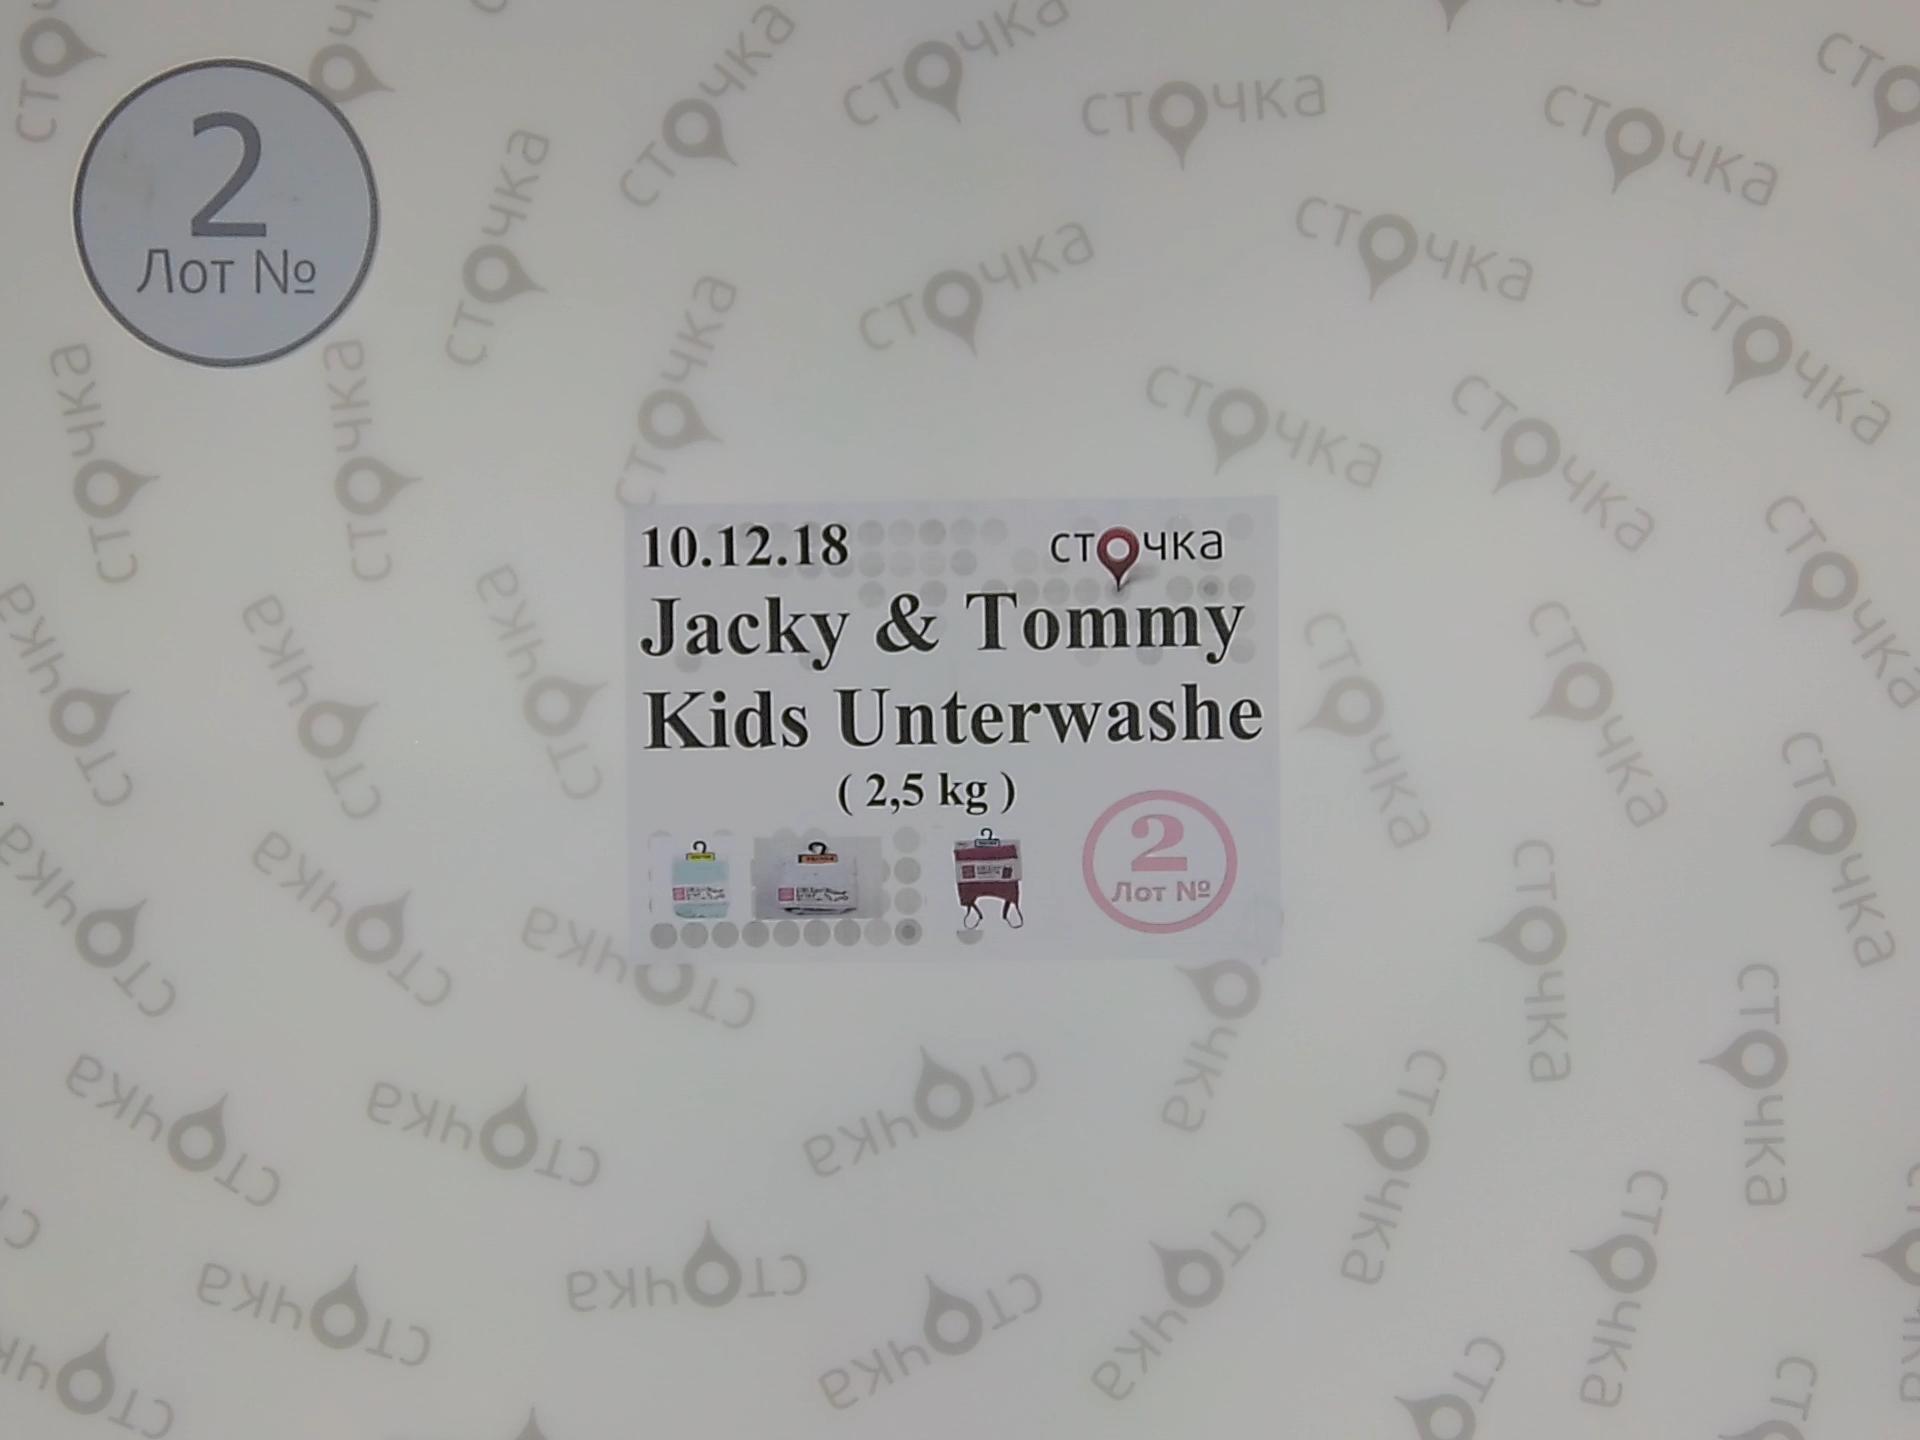 2
Лот №
10.12.18
сточка
Jacky & Tommy
Kids Unterwashe
( 2,5 kg )
2
Лот №